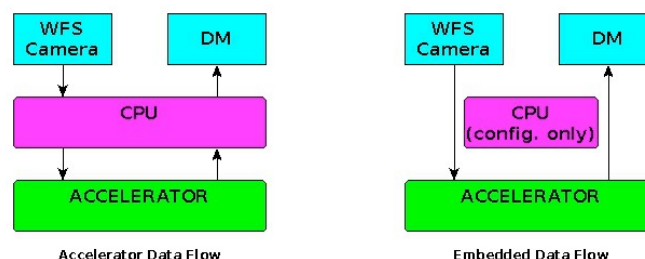 WFS
Camera
DM
CPU
ACCELERATOR
Accelerator Data Flow
WFS
Camera
DM
CPU
(config. only)
ACCELERATOR
Embedded Data Flow